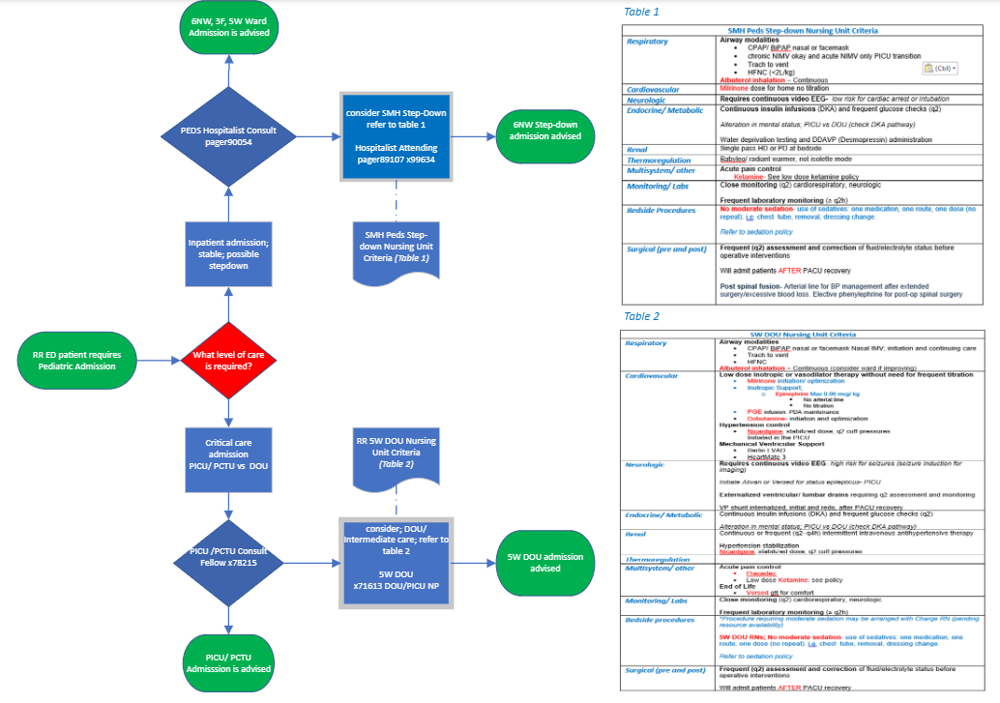 6NW, 3F, 5W Ward
Admission is advised
PEDS Hospitalist Consult
pager90054
consider SMH Step-Down
refer to table 1
Hospitalist Attending
pager89107 x99634
6NW Step-down
admission advised
Inpatient admission;
stable; possible
stepdown
SMH Peds Step-
down Nursing Unit
Criteria (Table 1)
RR ED patient requires
Pediatric Admission
What level of care
is required?
Critical care
admission
PICU/ PCTU vs DOU
RR 5W DOU Nursing
Unit Criteria
(Table 2)
PICU /PCTU Consult
Fellow x78215
consider; DOU/
Intermediate care; refer to
table 2
5W DOU
x71613 DOU/PICU NP
5W DOU admission
advised
PICU/ PCTU
Admisssion is advised
Table 1
SMH Peds Step-down Nursing Unit Criteria
Respiratory
Airway modalities
• CPAP/ BiPAP nasal or facemask
• chronic NIMV okay and acute NIMV only PICU transition
• Trach to vent
• HFNC (<2L/kg)
(Ctrl)
Albuterol inhalation – Continuous
Cardiovascular
Milrinone dose for home no titration
Neurologic
Requires continuous video EEG- low risk for cardiac arrest or intubation
Endocrine/ Metabolic
Continuous insulin infusions (DKA) and frequent glucose checks (q2)
Alteration in mental status; PICU vs DOU (check DKA pathway)
Water deprivation testing and DDAVP (Desmopressin) administration
Renal
Single pass HD or PD at bedside
Thermoregulation
Babyleo/ radiant warmer, not isolette mode
Multisystem/ other
Acute pain control
Ketamine- See low dose ketamine policy
Monitoring/ Labs
Close monitoring (q2) cardiorespiratory, neurologic
Frequent laboratory monitoring (≥ q2h)
Bedside Procedures
No moderate sedation- use of sedatives: one medication, one route, one dose (no
repeat). i.e. chest tube, removal, dressing change.
Refer to sedation policy
Surgical (pre and post)
Frequent (q2) assessment and correction of fluid/electrolyte status before
operative interventions
Will admit patients AFTER PACU recovery
Post spinal fusion- Arterial line for BP management after extended
surgery/excessive blood loss. Elective phenylephrine for post-op spinal surgery
Table 2
5W DOU Nursing Unit Criteria
Respiratory
Airway modalities
• CPAP/ BiPAP nasal or facemask Nasal IMV; initiation and continuing care
• Trach to vent
• HFNC
Albuterol inhalation – Continuous (consider ward if improving)
Cardiovascular
Low dose inotropic or vasodilator therapy without need for frequent titration
• Milrinone initiation/ optimization
• Inotropic Support;
o Epinephrine Max 0.06 mcg/ kg
• No arterial line
• No titration
• PGE infusion: PDA maintenance
• Dobutamine- initiation and optimization
Hypertension control
• Nicardipine, stabilized dose, q2 cuff pressures
Initiated in the PICU
Mechanical Ventricular Support
• Berlin LVAD
• HeartMate 3
Neurologic
Requires continuous video EEG- high risk for seizures (seizure induction for
imaging)
Initiate Ativan or Versed for status epilepticus- PICU
Externalized ventricular/ lumbar drains requiring q2 assessment and monitoring
VP shunt internalized; initial and redo, after PACU recovery
Endocrine/ Metabolic
Continuous insulin infusions (DKA) and frequent glucose checks (q2)
Alteration in mental status; PICU vs DOU (check DKA pathway)
Renal
Continuous or frequent (q2- q4h) intermittent intravenous antihypertensive therapy
Hypertension stabilization
Nicardipine, stabilized dose, q2 cuff pressures
Thermoregulation
Multisystem/ other
Acute pain control
• Precedex
• Low dose Ketamine: see policy
End of Life
• Versed gtt for comfort
Monitoring/ Labs
Close monitoring (q2) cardiorespiratory, neurologic
Frequent laboratory monitoring (≥ q2h)
Bedside procedures
*Procedure requiring moderate sedation may be arranged with Charge RN (pending
resource availability)
5W DOU RNs; No moderate sedation- use of sedatives: one medication, one
route, one dose (no repeat). i.e. chest tube, removal, dressing change.
Refer to sedation policy
Surgical (pre and post)
Frequent (q2) assessment and correction of fluid/electrolyte status before
operative interventions
Will admit patients AFTER PACU recovery